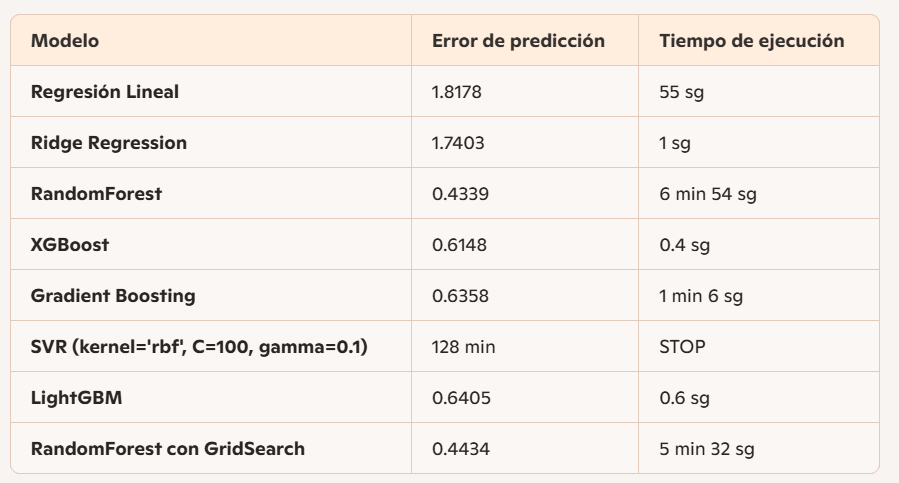 Modelo Error de predicción Tiempo de ejecución
Regresión Lineal 1.8178 55 sg
Ridge Regression 1.7403 1 sg
RandomForest 0.4339 6 min 54 sg
XGBoost 0.6148 0.4 sg
Gradient Boosting 0.6358 1 min 6 sg
SVR (kernel='rbf', C=100, gamma=0.1) 128 min STOP
LightGBM 0.6405 0.6 sg
RandomForest con GridSearch 0.4434 5 min 32 sg